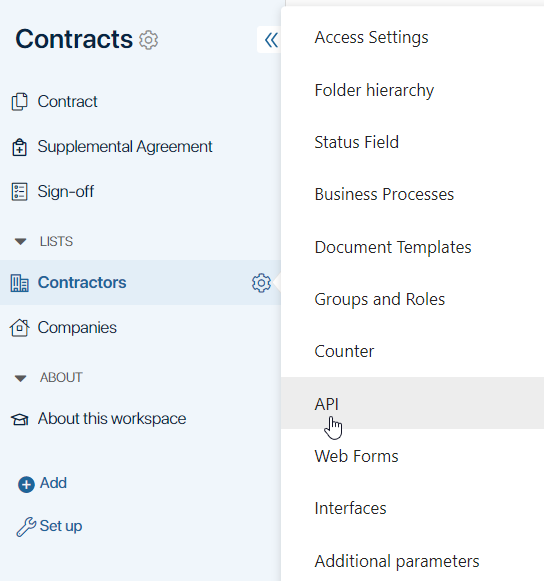 Contracts
Contract
Supplemental Agreement
Sign-off
LISTS
Contractors
Companies
ABOUT
About this workspace
Add
Set up
Access Settings
Folder hierarchy
Status Field
Business Processes
Document Templates
Groups and Roles
Counter
API
Web Forms
Interfaces
Additional parameters